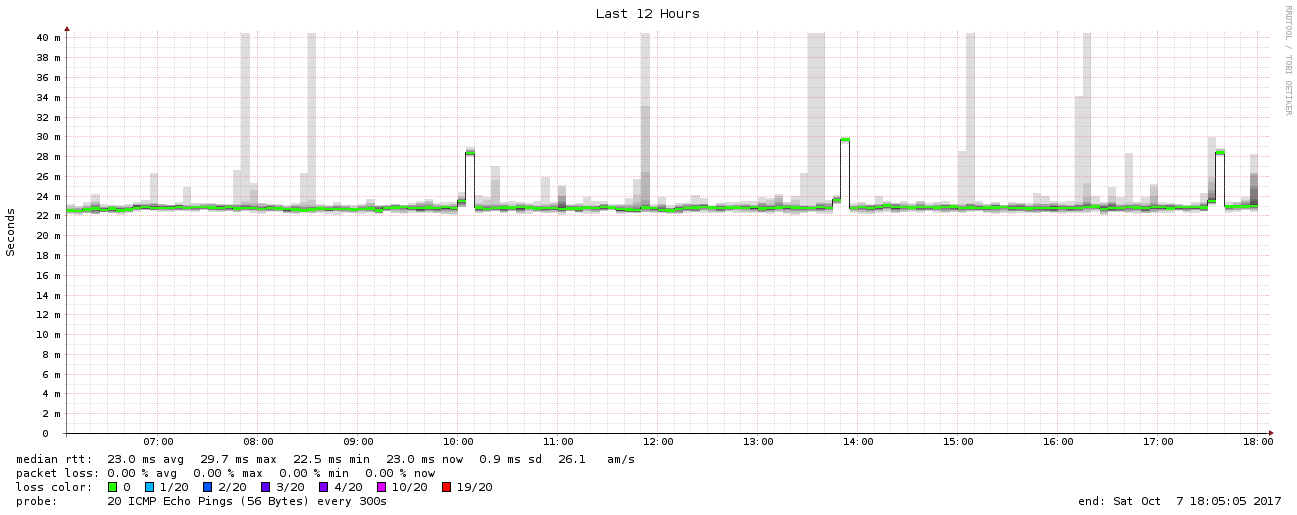 Last 12 Hours
RRDTOOL / TOBI OETIKER
Seconds
40 m
38 m
36 m
34 m
32 m
30 m
28 m
26 m
24 m
22 m
20 m
18 m
16 m
14 m
12 m
10 m
8 m
6 m
4 m
2 m
0
07:00 08:00 09:00 10:00 11:00 12:00 13:00 14:00 15:00 16:00 17:00 18:00
median rtt: 23.0 ms avg 29.7 ms max 22.5 ms min 23.0 ms now 0.9 ms sd 26.1 am/s
packet loss: 0.00 % avg 0.00 % max 0.00 % min 0.00 % now
loss color: 0 1/20 2/20 3/20 4/20 10/20 19/20
probe: 20 ICMP Echo Pings (56 Bytes) every 300s end: Sat Oct 7 18:05:05 2017